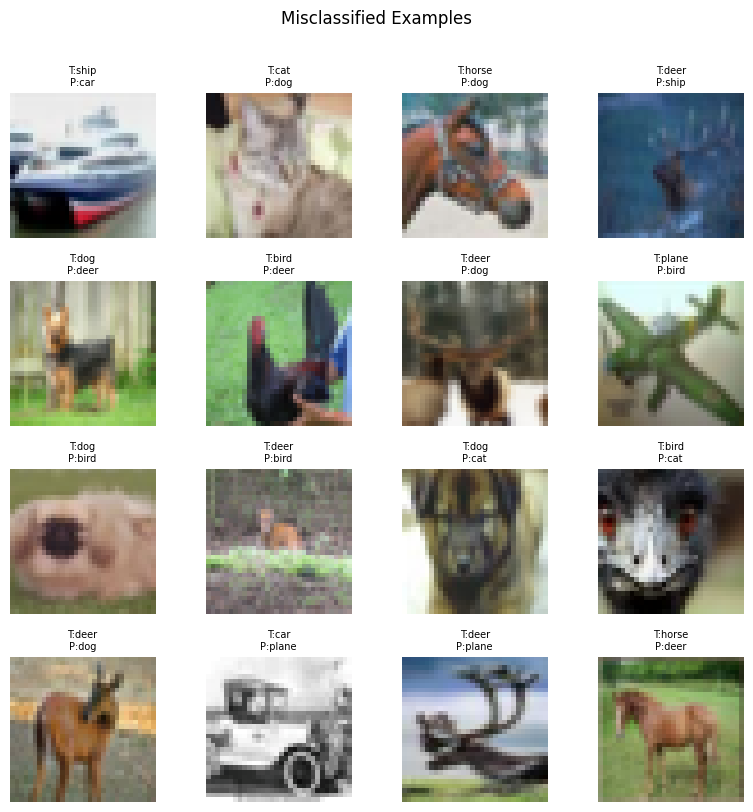 Misclassified Examples
T:ship
P:car
T:cat
P:dog
T:horse
P:dog
T:deer
P:ship
T:dog
P:deer
T:bird
P:deer
T:deer
P:dog
T:plane
P:bird
T:dog
P:bird
T:deer
P:bird
T:dog
P:cat
T:bird
P:cat
T:deer
P:dog
T:car
P:plane
T:deer
P:plane
T:horse
P:deer